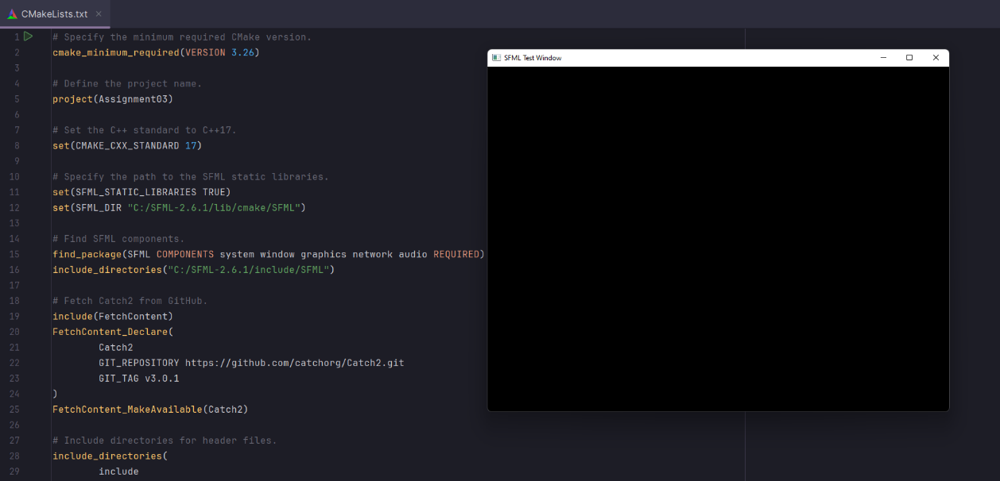 CMakeLists.txt
1 # Specify the minimum required CMake version.
2 cmake_minimum_required(VERSION 3.26)
3
4 # Define the project name.
5 project(Assignment03)
6
7 # Set the C++ standard to C++17.
8 set(CMAKE_CXX_STANDARD 17)
9
10 # Specify the path to the SFML static libraries.
11 set(SFML_STATIC_LIBRARIES TRUE)
12 set(SFML_DIR "C:/SFML-2.6.1/lib/cmake/SFML")
13
14 # Find SFML components.
15 find_package(SFML COMPONENTS system window graphics network audio REQUIRED)
16 include_directories("C:/SFML-2.6.1/include/SFML")
17
18 # Fetch Catch2 from GitHub.
19 include(FetchContent)
20 FetchContent_Declare(
21 Catch2
22 GIT_REPOSITORY https://github.com/catchorg/Catch2.git
23 GIT_TAG v3.0.1
24 )
25 FetchContent_MakeAvailable(Catch2)
26
27 # Include directories for header files.
28 include_directories(
29 include
SFML Test Window